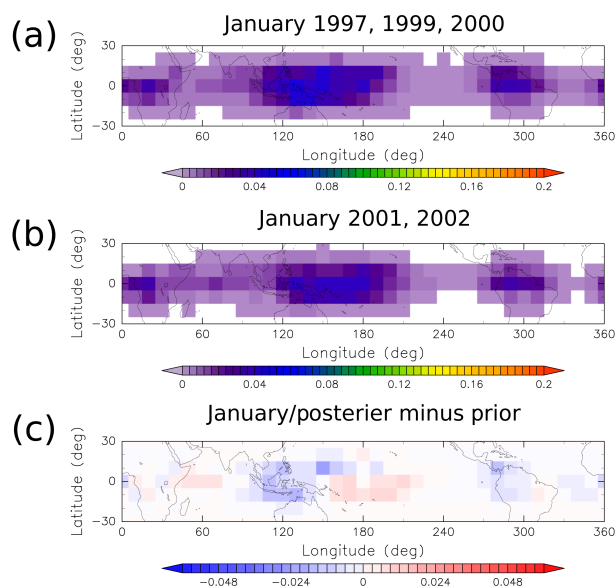 (a)
January 1997, 1999, 2000
Latitude (deg)
30
0
−30
0 60 120 180 240 300 360
Longitude (deg)
0 0.04 0.08 0.12 0.16 0.2
(b)
January 2001, 2002
Latitude (deg)
30
0
−30
0 60 120 180 240 300 360
Longitude (deg)
0 0.04 0.08 0.12 0.16 0.2
(c)
January/posterier minus prior
Latitude (deg)
30
0
−30
0 60 120 180 240 300 360
Longitude (deg)
−0.048 −0.024 0 0.024 0.048